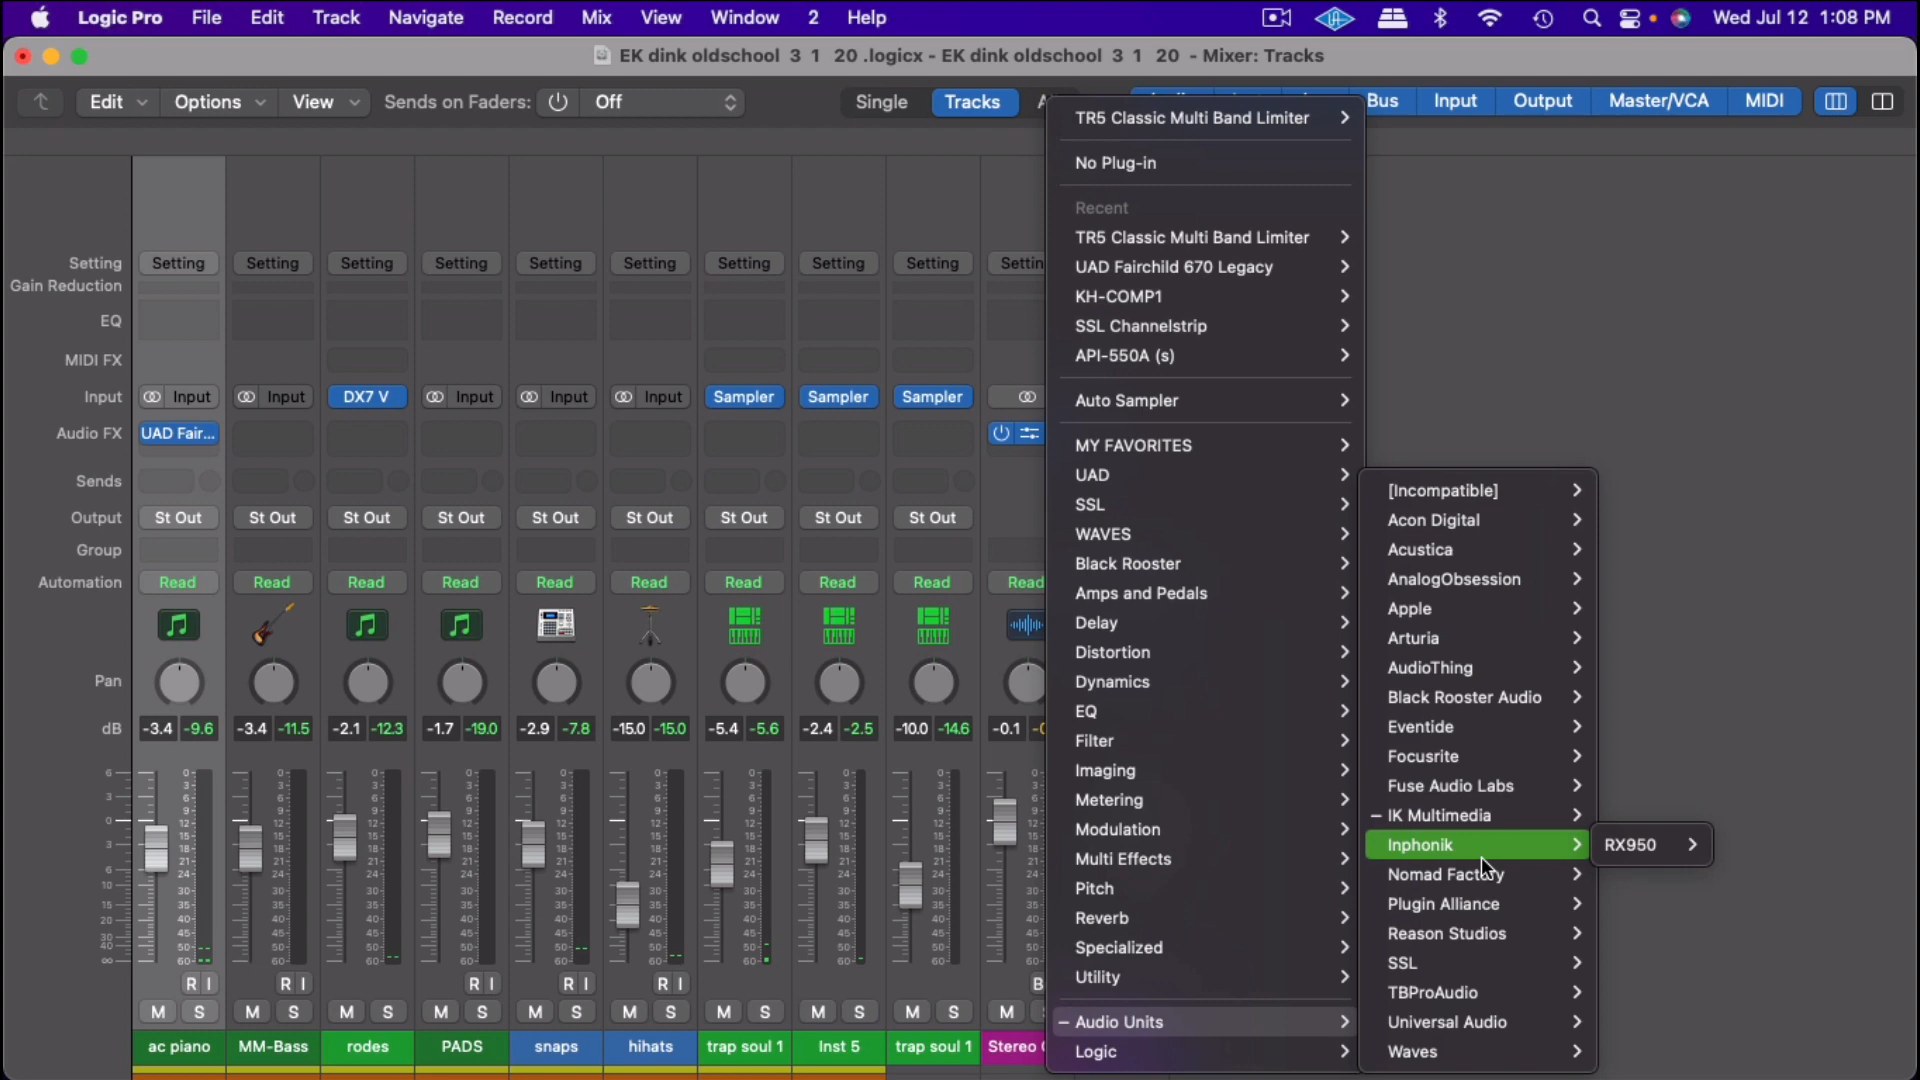 Logic Pro File Edit Track Navigate Record Mix View Window 2 Help Wed Jul 12 1:08 PM
EK dink oldschool 3 1 20 .logicx - EK dink oldschool 3 1 20 - Mixer: Tracks
Edit Options View Sends on Faders: Off Single Tracks Bus Input Output Master/VCA MIDI
Setting Setting Setting Setting Setting Setting Setting Setting Setting Setting
Gain Reduction
EQ
MIDI FX
Input Input Input DX7 V Input Input Input Sampler Sampler Sampler
Audio FX UAD Fair...
Sends
Output St Out St Out St Out St Out St Out St Out St Out St Out St Out
Group
Automation Read Read Read Read Read Read Read Read Read Read
Pan
dB -3.4 -9.6 -3.4 -11.5 -2.1 -12.3 -1.7 -19.0 -2.9 -7.8 -15.0 -15.0 -5.4 -5.6 -2.4 -2.5 -10.0 -14.6 -0.1
R I R I R I R I R I
M S M S M S M S M S M S M S M S M S M
ac piano MM-Bass rodes PADS snaps hihats trap soul 1 Inst 5 trap soul 1 Stereo
TR5 Classic Multi Band Limiter
No Plug-in
Recent
TR5 Classic Multi Band Limiter
UAD Fairchild 670 Legacy
KH-COMP1
SSL Channelstrip
API-550A (s)
Auto Sampler
MY FAVORITES
UAD
SSL
WAVES
Black Rooster
Amps and Pedals
Delay
Distortion
Dynamics
EQ
Filter
Imaging
Metering
Modulation
Multi Effects
Pitch
Reverb
Specialized
Utility
Audio Units
Logic
[Incompatible]
Acon Digital
Acustica
AnalogObsession
Apple
Arturia
AudioThing
Black Rooster Audio
Eventide
Focusrite
Fuse Audio Labs
IK Multimedia
Inphonik
Nomad Factory
Plugin Alliance
Reason Studios
SSL
TBProAudio
Universal Audio
Waves
RX950